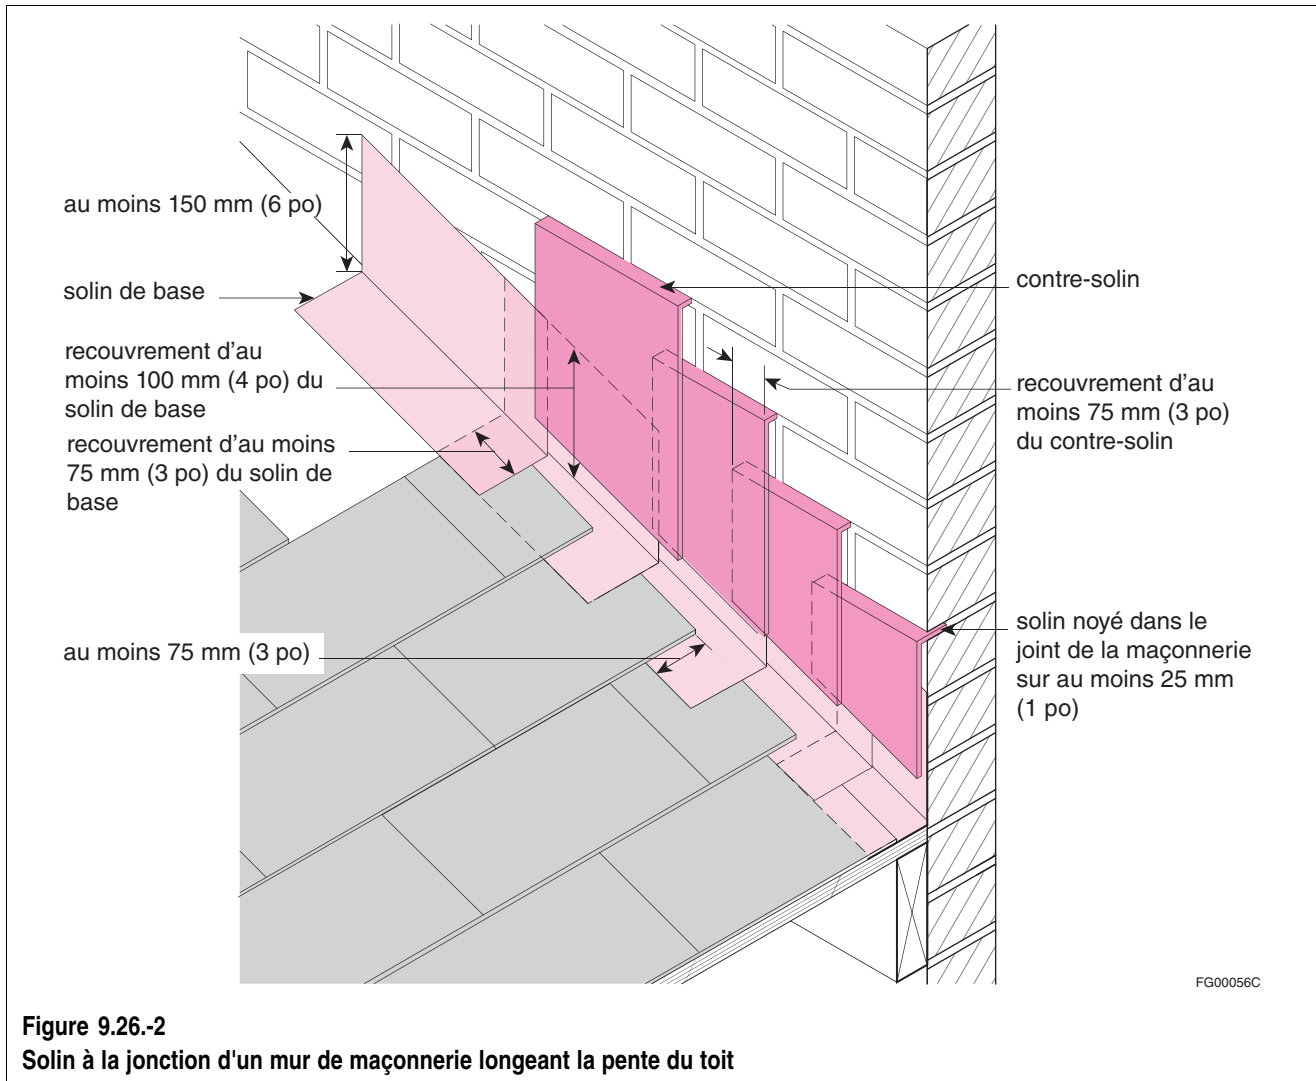 au moins 150 mm (6 po)
solin de base
recouvrement d'au
moins 100 mm (4 po) du
solin de base
recouvrement d'au moins
75 mm (3 po) du solin de
base
au moins 75 mm (3 po)
contre-solin
recouvrement d'au
moins 75 mm (3 po)
du contre-solin
solin noyé dans le
joint de la maçonnerie
sur au moins 25 mm
(1 po)
FG00056C
Figure 9.26.-2
Solin à la jonction d'un mur de maçonnerie longeant la pente du toit